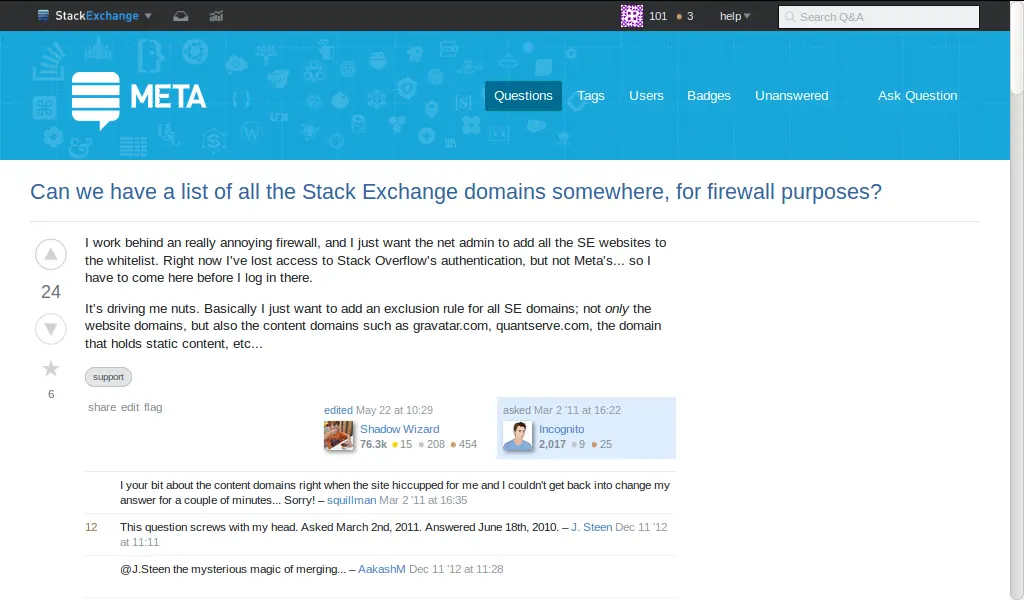 StackExchange
101 3
help
Search Q&A
META
Questions
Tags
Users
Badges
Unanswered
Ask Question
Can we have a list of all the Stack Exchange domains somewhere, for firewall purposes?
I work behind an really annoying firewall, and I just want the net admin to add all the SE websites to
the whitelist. Right now I've lost access to Stack Overflow's authentication, but not Meta's... so I
have to come here before I log in there.
24
It's driving me nuts. Basically I just want to add an exclusion rule for all SE domains; not only the
website domains, but also the content domains such as gravatar.com, quantserve.com, the domain
that holds static content, etc...
6
support
share edit flag
edited May 22 at 10:29
Shadow Wizard
76.3k 15 208 454
asked Mar 2 '11 at 16:22
Incognito
2,017 9 25
I your bit about the content domains right when the site hiccupped for me and I couldn't get back into change my
answer for a couple of minutes... Sorry! – squillman Mar 2 '11 at 16:35
12 This question screws with my head. Asked March 2nd, 2011. Answered June 18th, 2010. – J. Steen Dec 11 '12
at 11:11
@J.Steen the mysterious magic of merging... – AakashM Dec 11 '12 at 11:28